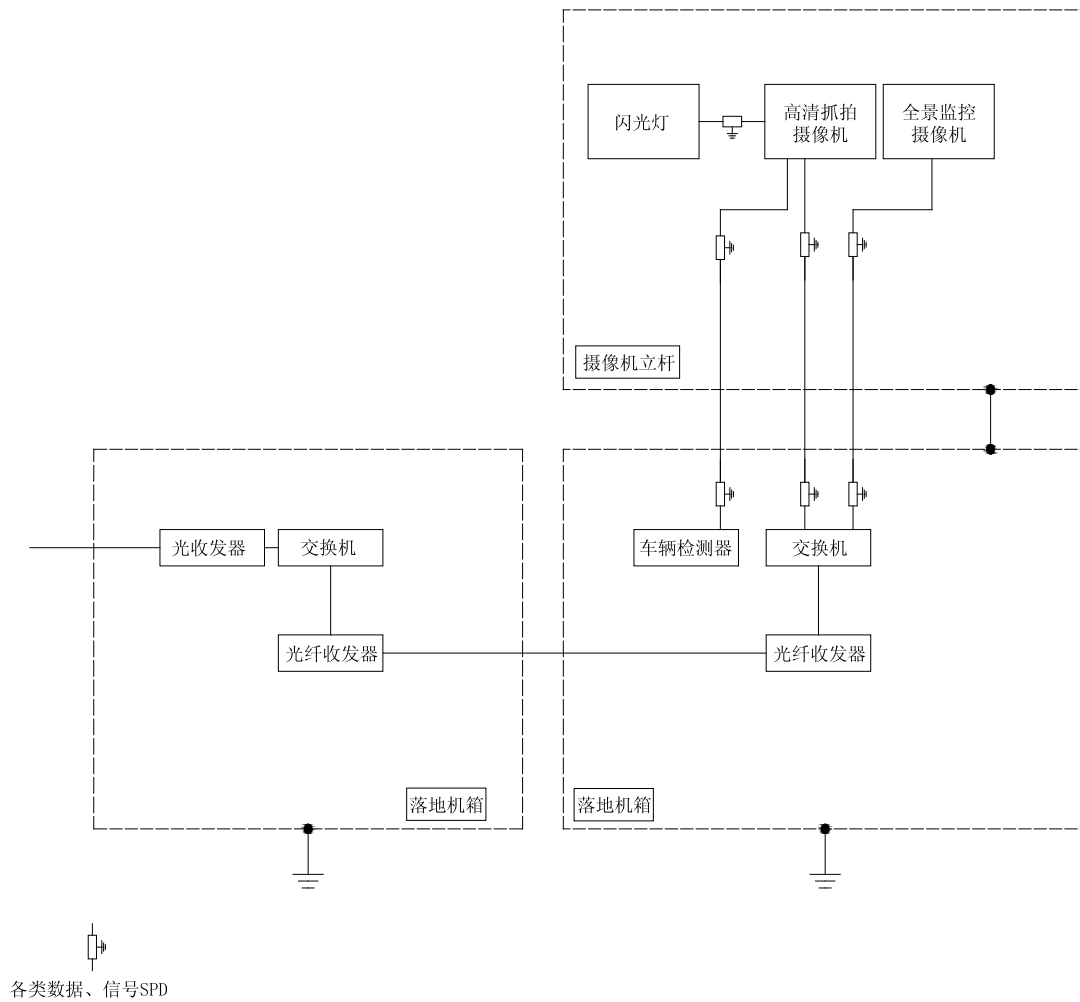 闪光灯
高清抓拍
摄像机
全景监控
摄像机
摄像机立杆
光收发器
交换机
车辆检测器
交换机
光纤收发器
光纤收发器
落地机箱
落地机箱
各类数据、信号SPD